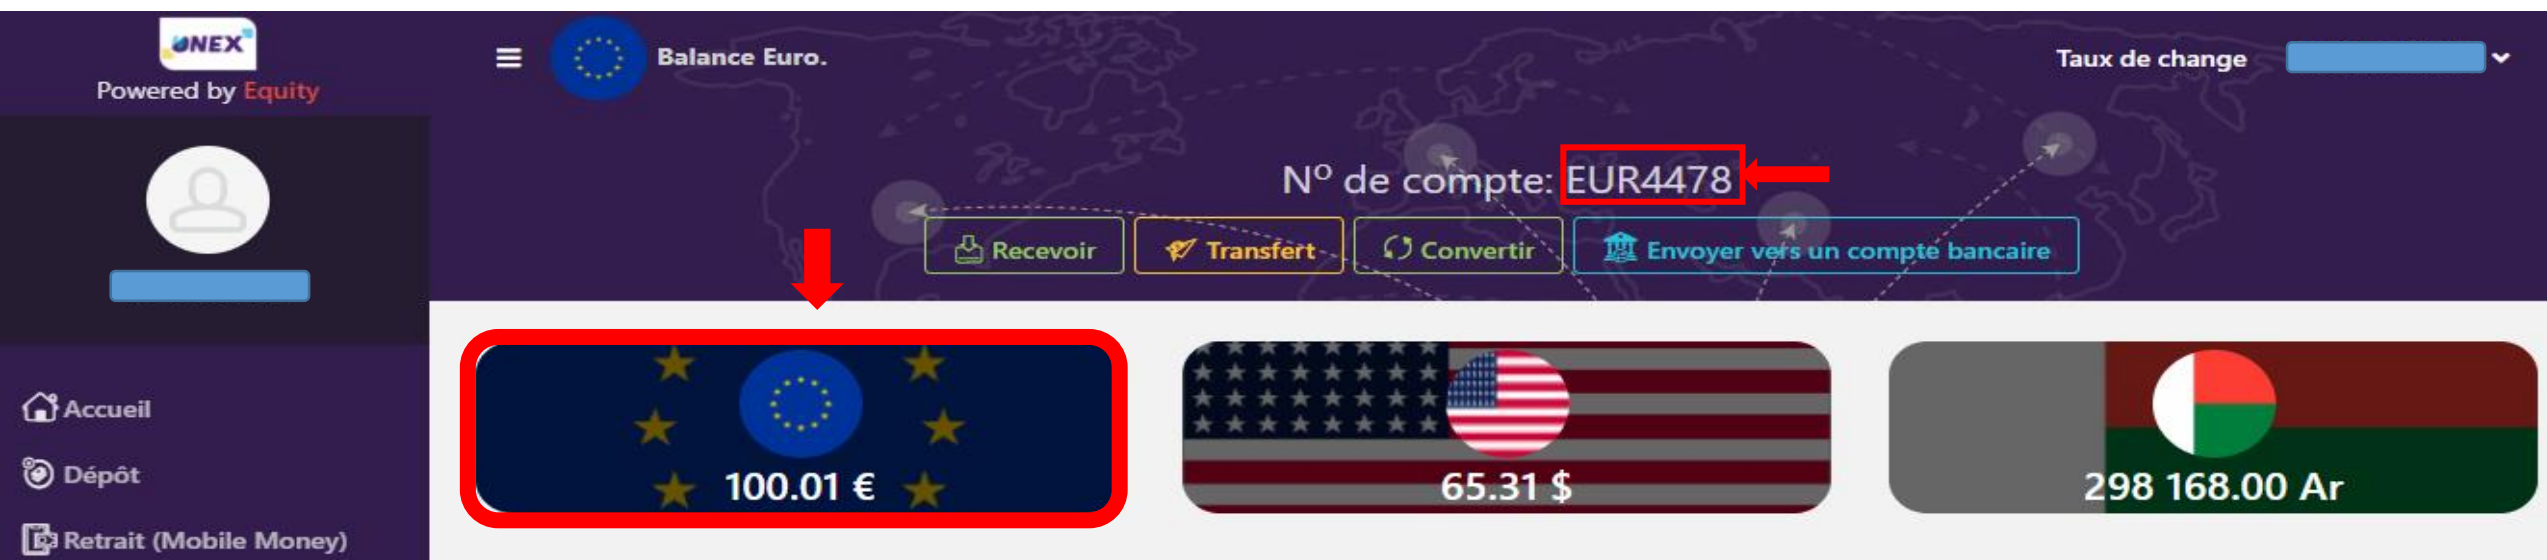 ONEX
Powered by Equity
Balance Euro.
Taux de change
N° de compte: EUR4478
Recevoir
Transfert
Convertir
Envoyer vers un compte bancaire
100.01 €
65.31 $
298 168.00 Ar
Accueil
Dépôt
Retrait (Mobile Money)